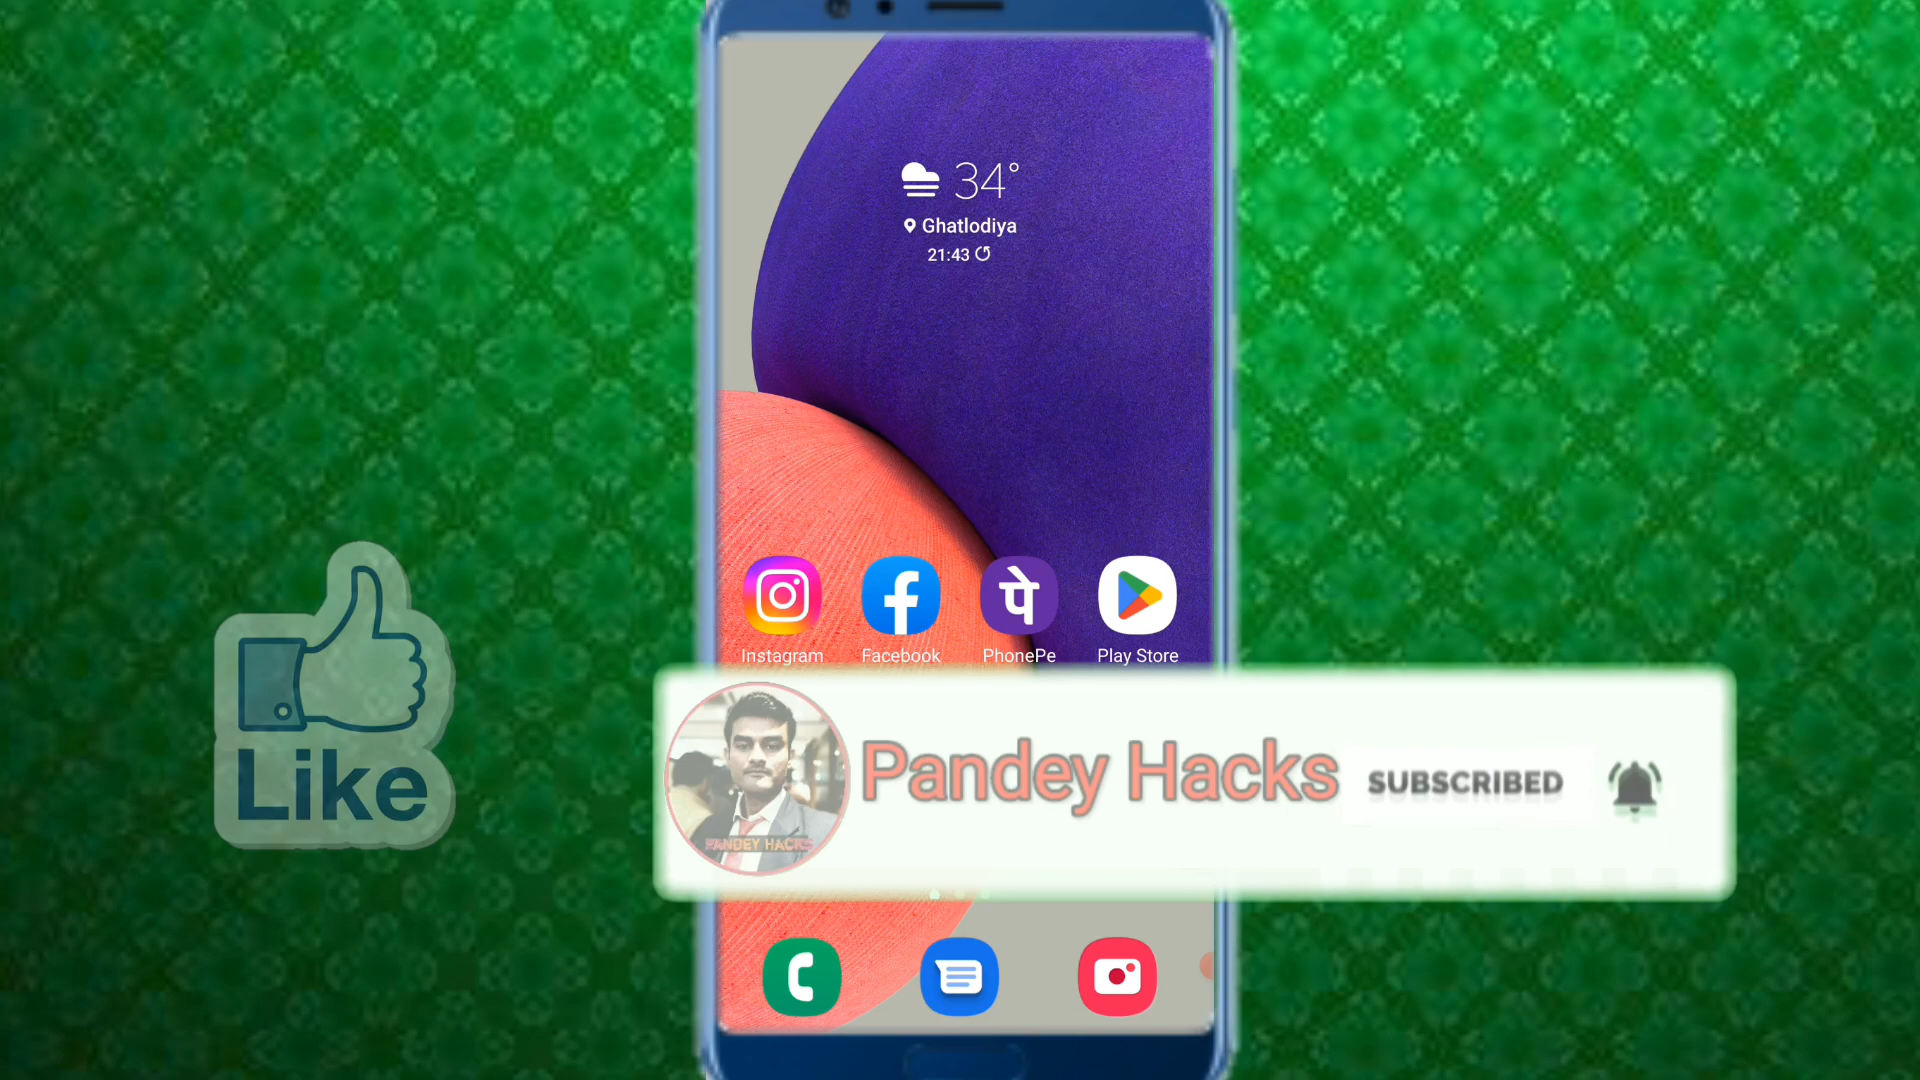 34°
Ghatlodiya
21:43
पे
Instagram
Facebook
PhonePe
Play Store
Like
Pandey Hacks
SUBSCRIBED
PANDEY HACKS